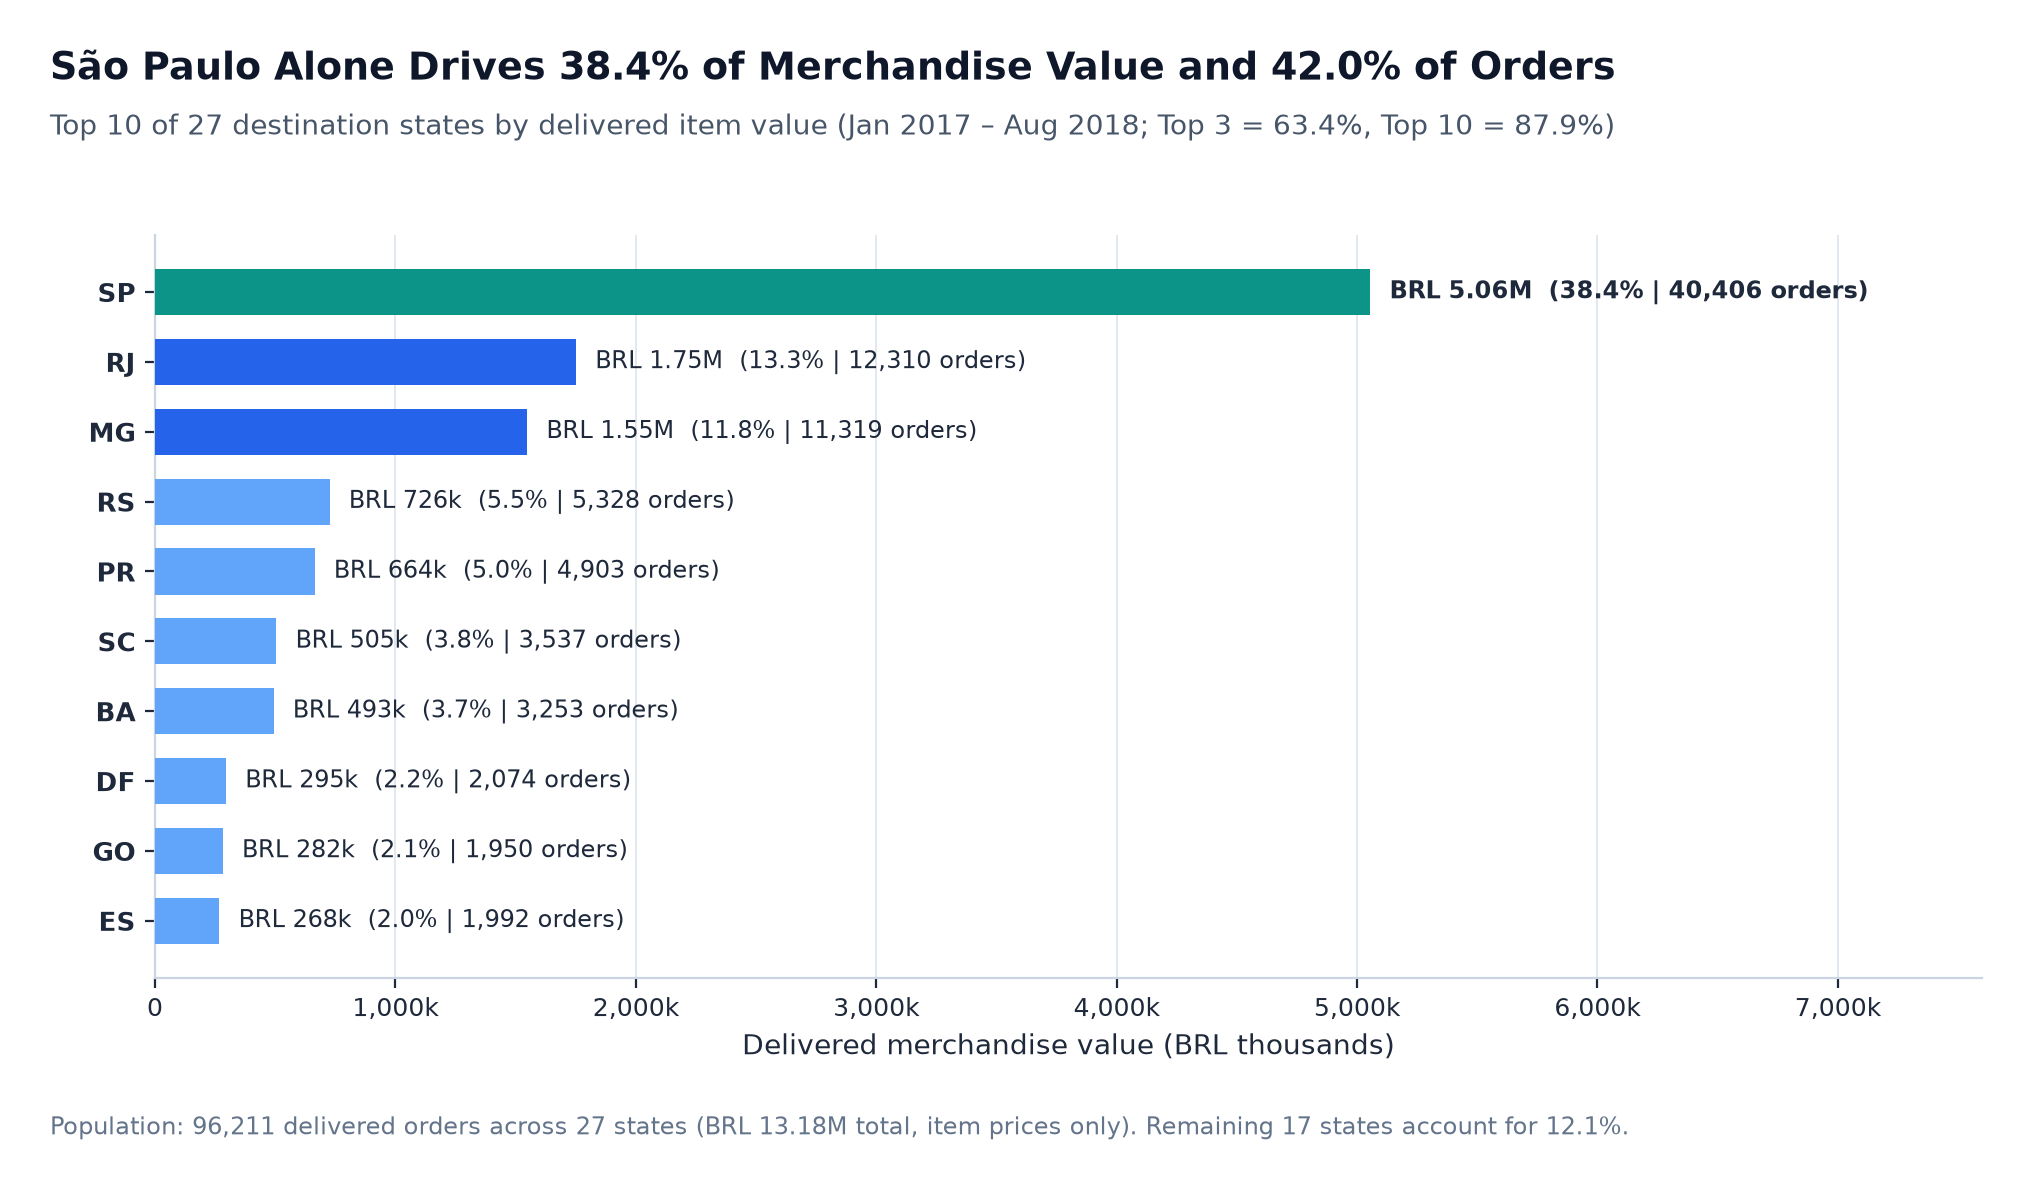 São Paulo Alone Drives 38.4% of Merchandise Value and 42.0% of Orders
Top 10 of 27 destination states by delivered item value (Jan 2017 – Aug 2018; Top 3 = 63.4%, Top 10 = 87.9%)
SP BRL 5.06M (38.4% | 40,406 orders)
RJ BRL 1.75M (13.3% | 12,310 orders)
MG BRL 1.55M (11.8% | 11,319 orders)
RS BRL 726k (5.5% | 5,328 orders)
PR BRL 664k (5.0% | 4,903 orders)
SC BRL 505k (3.8% | 3,537 orders)
BA BRL 493k (3.7% | 3,253 orders)
DF BRL 295k (2.2% | 2,074 orders)
GO BRL 282k (2.1% | 1,950 orders)
ES BRL 268k (2.0% | 1,992 orders)
0 1,000k 2,000k 3,000k 4,000k 5,000k 6,000k 7,000k
Delivered merchandise value (BRL thousands)
Population: 96,211 delivered orders across 27 states (BRL 13.18M total, item prices only). Remaining 17 states account for 12.1%.